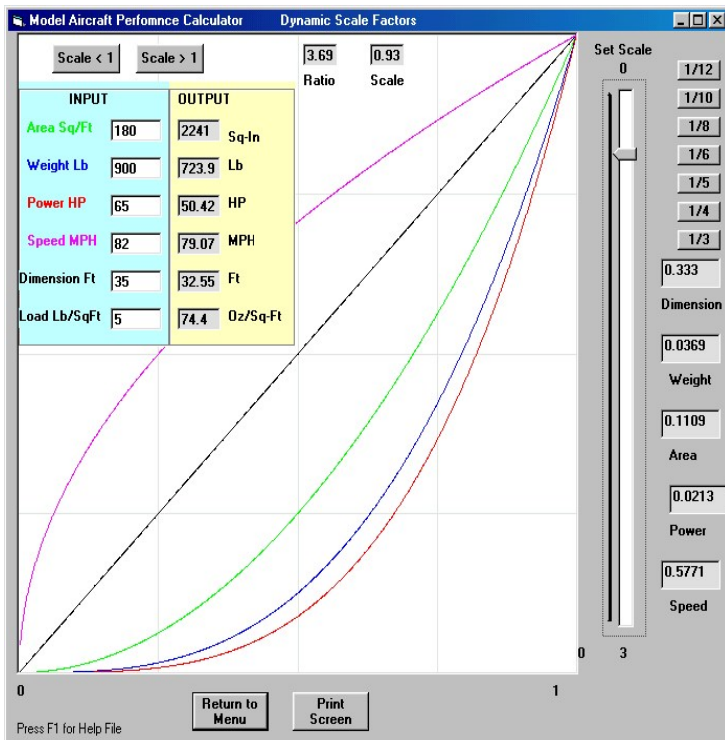 Model Aircraft Perfomnce Calculator Dynamic Scale Factors
Scale < 1 Scale > 1
3.69 0.93
Ratio Scale
Set Scale
0
INPUT OUTPUT
Area Sq/Ft 180 2241 Sq-In
Weight Lb 900 723.9 Lb
Power HP 65 50.42 HP
Speed MPH 82 79.07 MPH
Dimension Ft 35 32.55 Ft
Load Lb/SqFt 5 74.4 Oz/Sq-Ft
1/12
1/10
1/8
1/6
1/5
1/4
1/3
0.333
Dimension
0.0369
Weight
0.1109
Area
0.0213
Power
0.5771
Speed
0 3
0 1
Return to Menu
Print Screen
Press F1 for Help File